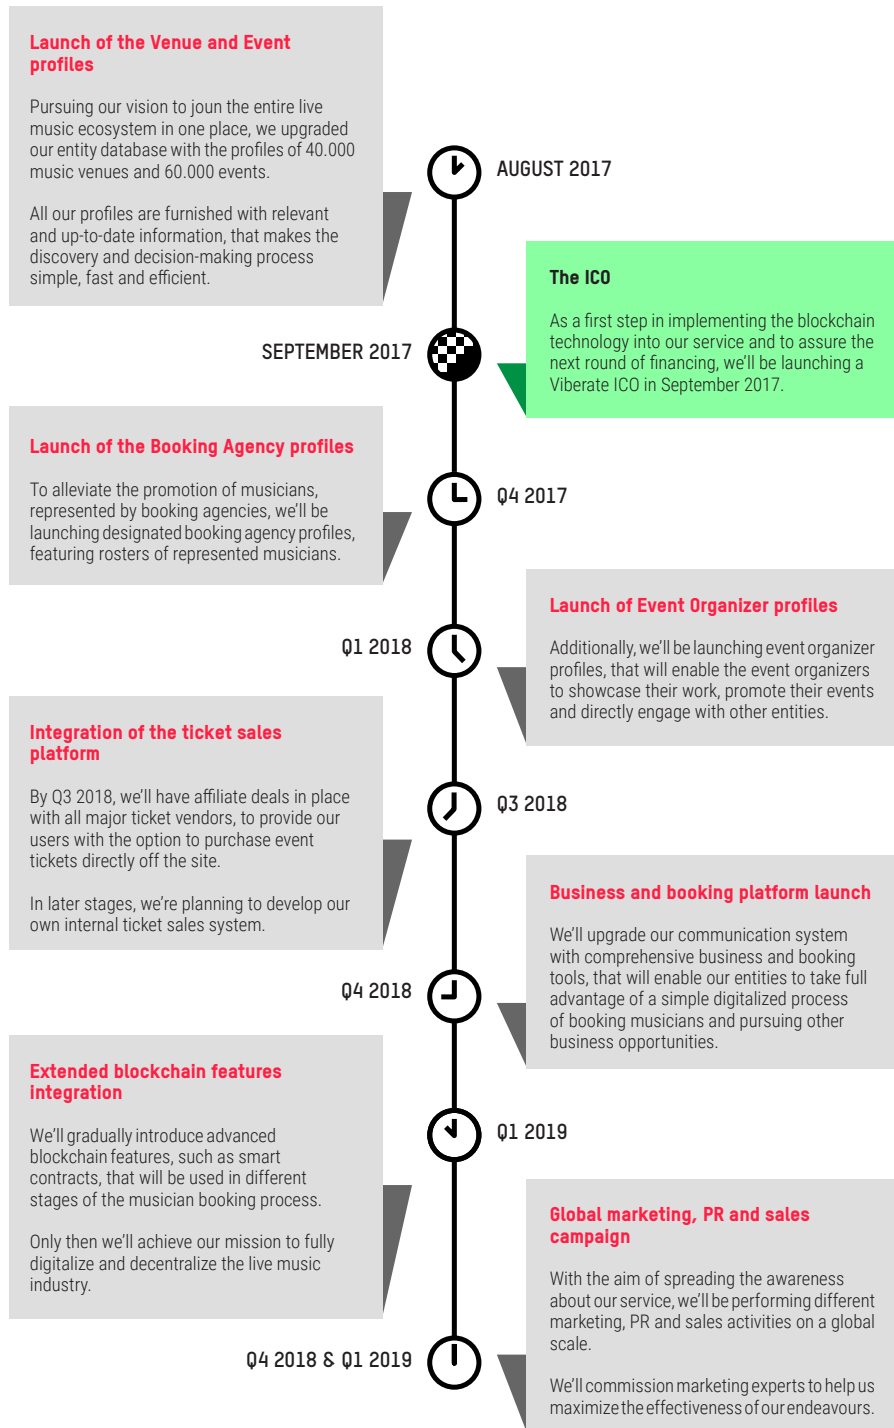 Launch of the Venue and Event
profiles
Pursuing our vision to joun the entire live
music ecosystem in one place, we upgraded
our entity database with the profiles of 40.000
music venues and 60.000 events.
All our profiles are furnished with relevant
and up-to-date information, that makes the
discovery and decision-making process
simple, fast and efficient.
AUGUST 2017
The ICO
As a first step in implementing the blockchain
technology into our service and to assure the
next round of financing, we'll be launching a
Viberate ICO in September 2017.
SEPTEMBER 2017
Launch of the Booking Agency profiles
To alleviate the promotion of musicians,
represented by booking agencies, we'll be
launching designated booking agency profiles,
featuring rosters of represented musicians.
Q4 2017
Launch of Event Organizer profiles
Additionally, we'll be launching event organizer
profiles, that will enable the event organizers
to showcase their work, promote their events
and directly engage with other entities.
Q1 2018
Integration of the ticket sales
platform
By Q3 2018, we'll have affiliate deals in place
with all major ticket vendors, to provide our
users with the option to purchase event
tickets directly off the site.
In later stages, we're planning to develop our
own internal ticket sales system.
Q3 2018
Business and booking platform launch
We'll upgrade our communication system
with comprehensive business and booking
tools, that will enable our entities to take full
advantage of a simple digitalized process
of booking musicians and pursuing other
business opportunities.
Q4 2018
Extended blockchain features
integration
We'll gradually introduce advanced
blockchain features, such as smart
contracts, that will be used in different
stages of the musician booking process.
Only then we'll achieve our mission to fully
digitalize and decentralize the live music
industry.
Q1 2019
Global marketing, PR and sales
campaign
With the aim of spreading the awareness
about our service, we'll be performing different
marketing, PR and sales activities on a global
scale.
We'll commission marketing experts to help us
maximize the effectiveness of our endeavours.
Q4 2018 & Q1 2019